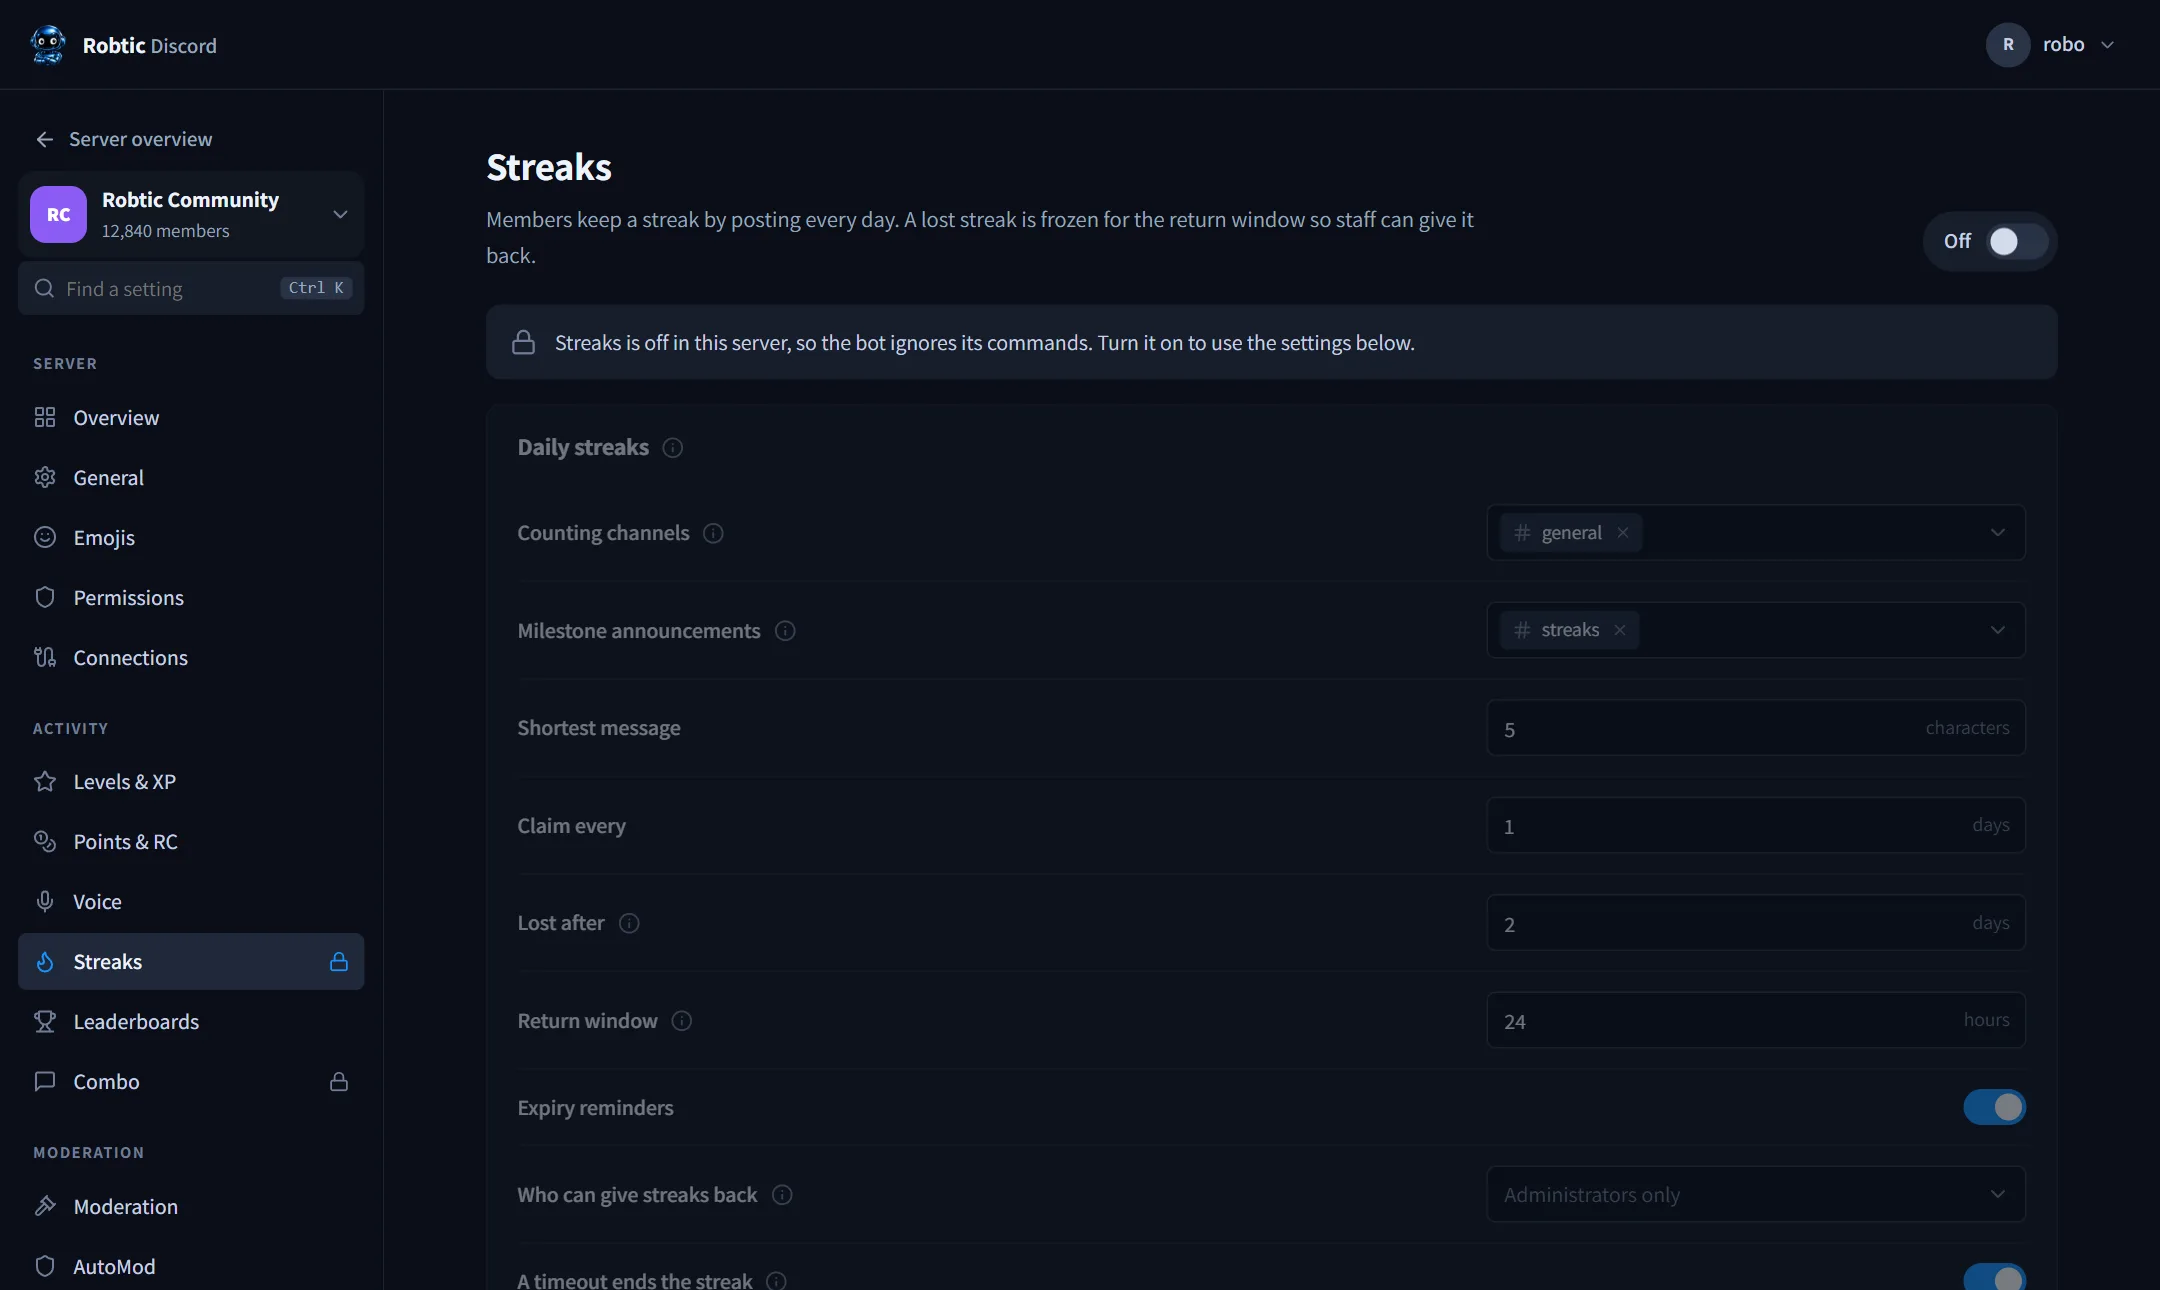 Robtic Discord
R
robo
Server overview
RC
Robtic Community
12,840 members
Find a setting
Ctrl K
SERVER
Overview
General
Emojis
Permissions
Connections
ACTIVITY
Levels & XP
Points & RC
Voice
Streaks
Leaderboards
Combo
MODERATION
Moderation
AutoMod
Streaks
Members keep a streak by posting every day. A lost streak is frozen for the return window so staff can give it
back.
Off
Streaks is off in this server, so the bot ignores its commands. Turn it on to use the settings below.
Daily streaks
Counting channels
# general
Milestone announcements
# streaks
Shortest message
5 characters
Claim every
1 days
Lost after
2 days
Return window
24 hours
Expiry reminders
Who can give streaks back
Administrators only
A timeout ends the streak